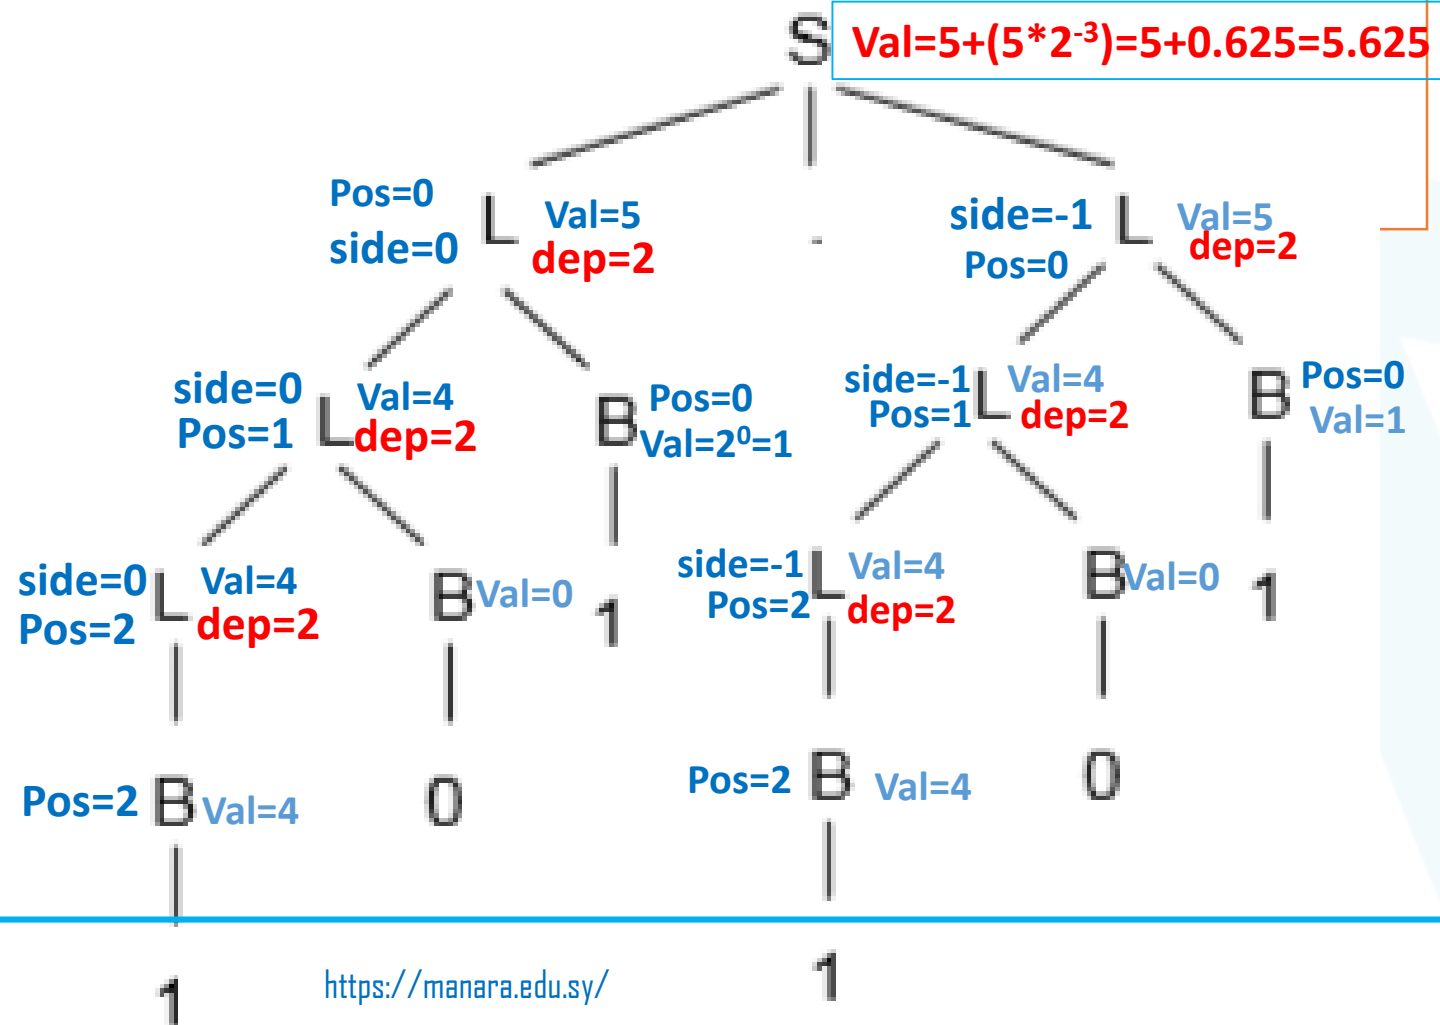 S Val=5+(5*2⁻³)=5+0.625=5.625
Pos=0
side=0 L Val=5
dep=2
.
side=-1 L Val=5
Pos=0 dep=2
side=0 L Val=4
Pos=1 dep=2
B Pos=0
Val=2⁰=1
side=-1 L Val=4
Pos=1 dep=2
B Pos=0
Val=1
side=0 L Val=4
Pos=2 dep=2
B Val=0
1
side=-1 L Val=4
Pos=2 dep=2
B Val=0
1
Pos=2 B Val=4
0
Pos=2 B Val=4
0
1
https://manara.edu.sy/
1